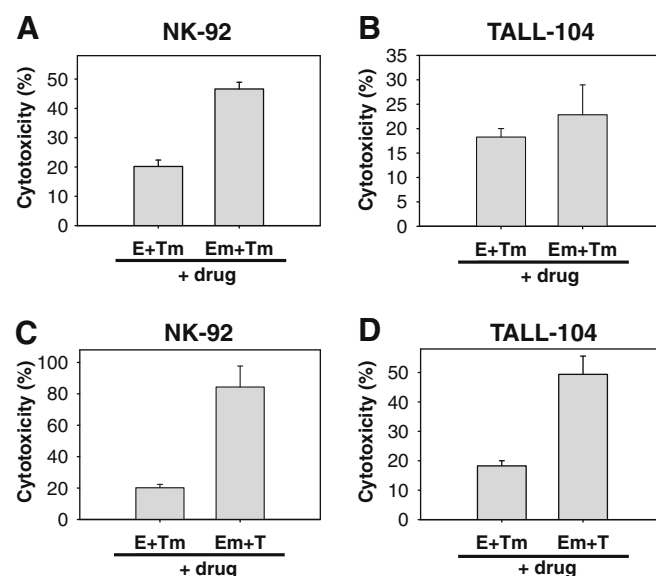 A
NK-92
Cytotoxicity (%)
50
40
30
20
10
0
E+Tm Em+Tm
+ drug
B
TALL-104
Cytotoxicity (%)
35
30
25
20
15
10
5
0
E+Tm Em+Tm
+ drug
C
NK-92
Cytotoxicity (%)
100
80
60
40
20
0
E+Tm Em+T
+ drug
D
TALL-104
Cytotoxicity (%)
50
40
30
20
10
0
E+Tm Em+T
+ drug